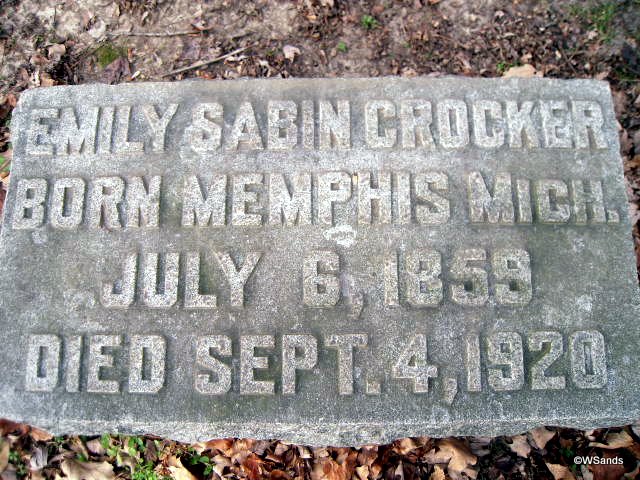 EMILY SABIN CROCKER
BORN MEMPHIS MICH.
JULY 6, 1859
DIED SEPT. 4, 1920
©WSands